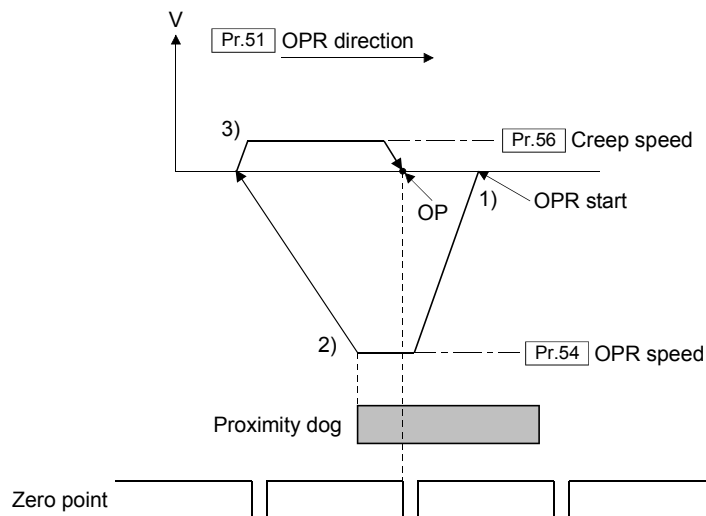 V
Pr.51 OPR direction
3)
Pr.56 Creep speed
OP
1)
OPR start
2)
Pr.54 OPR speed
Proximity dog
Zero point